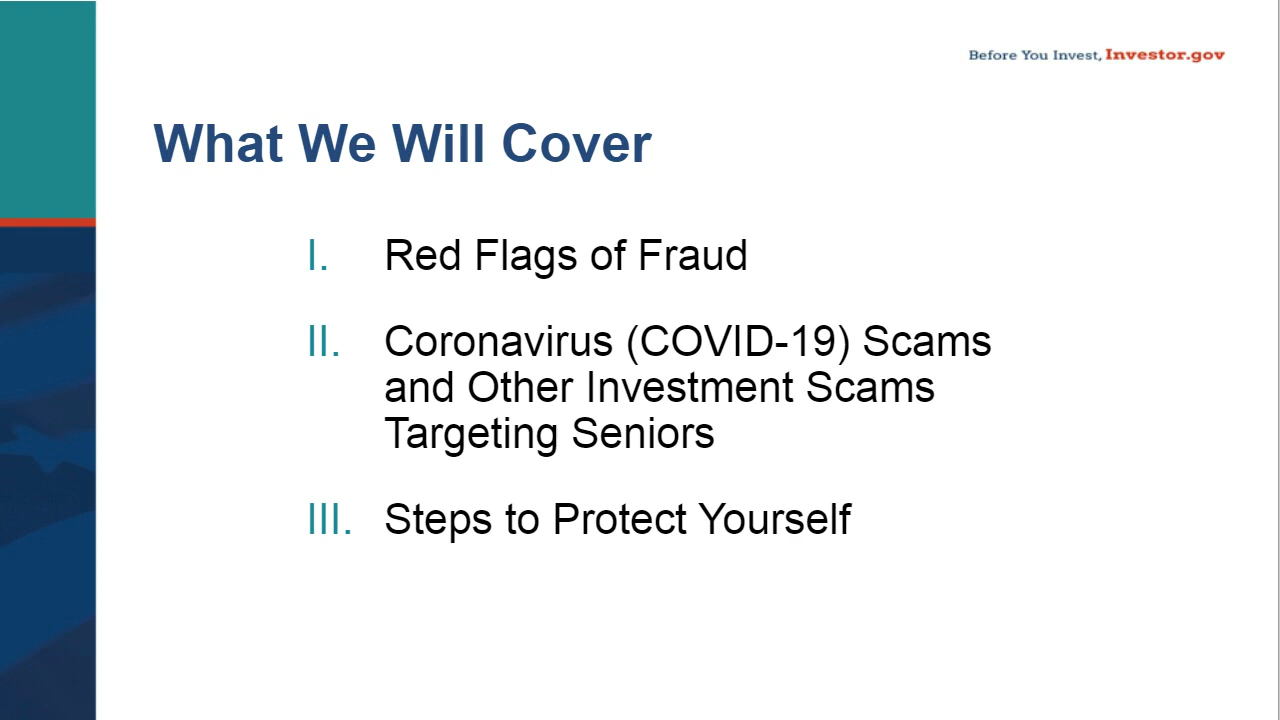 Before You Invest, Investor.gov
What We Will Cover
I. Red Flags of Fraud
II. Coronavirus (COVID-19) Scams
and Other Investment Scams
Targeting Seniors
III. Steps to Protect Yourself